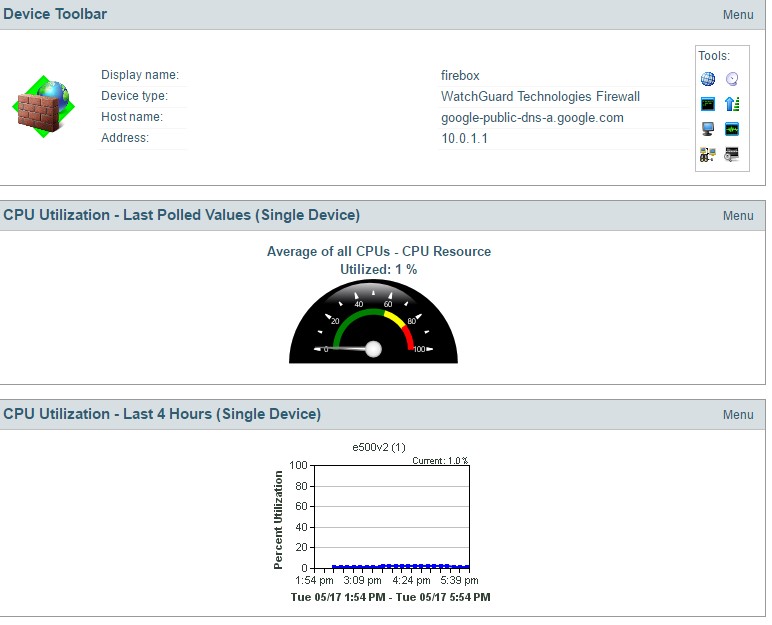 Device Toolbar Menu
Tools:
Display name: firebox
Device type: WatchGuard Technologies Firewall
Host name: google-public-dns-a.google.com
Address: 10.0.1.1
CPU Utilization - Last Polled Values (Single Device) Menu
Average of all CPUs - CPU Resource
Utilized: 1 %
40 60
20 80
0 100
CPU Utilization - Last 4 Hours (Single Device) Menu
e500v2 (1)
Current: 1.0 %
Percent Utilization
100
80
60
40
20
0
1:54 pm 3:09 pm 4:24 pm 5:39 pm
Tue 05/17 1:54 PM - Tue 05/17 5:54 PM